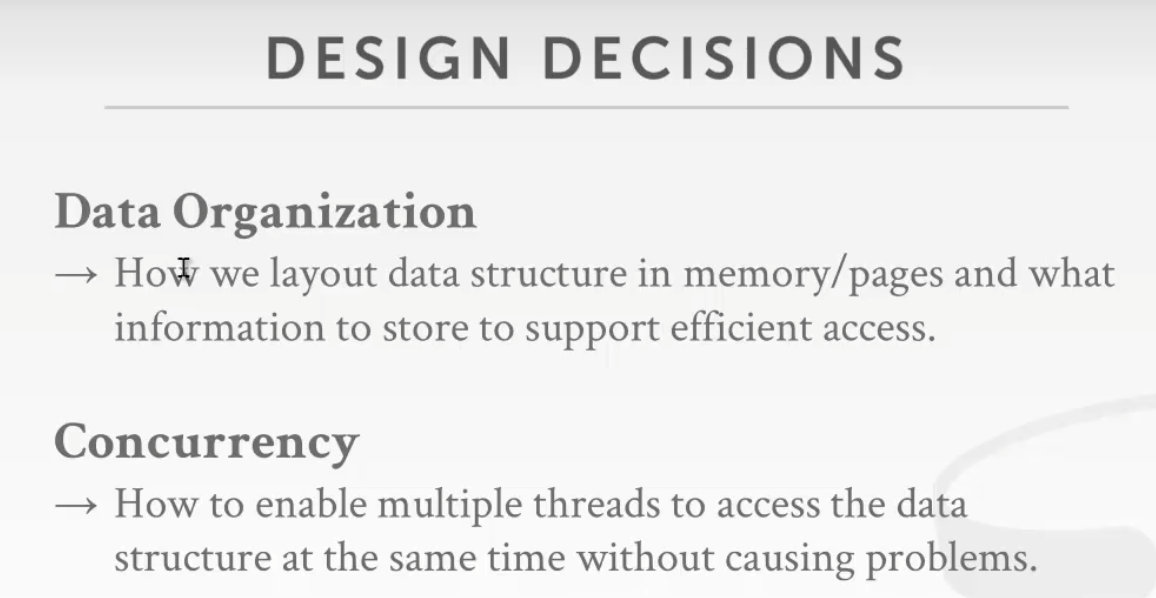 DESIGN DECISIONS
Data Organization
→ How we layout data structure in memory/pages and what
information to store to support efficient access.
Concurrency
→ How to enable multiple threads to access the data
structure at the same time without causing problems.